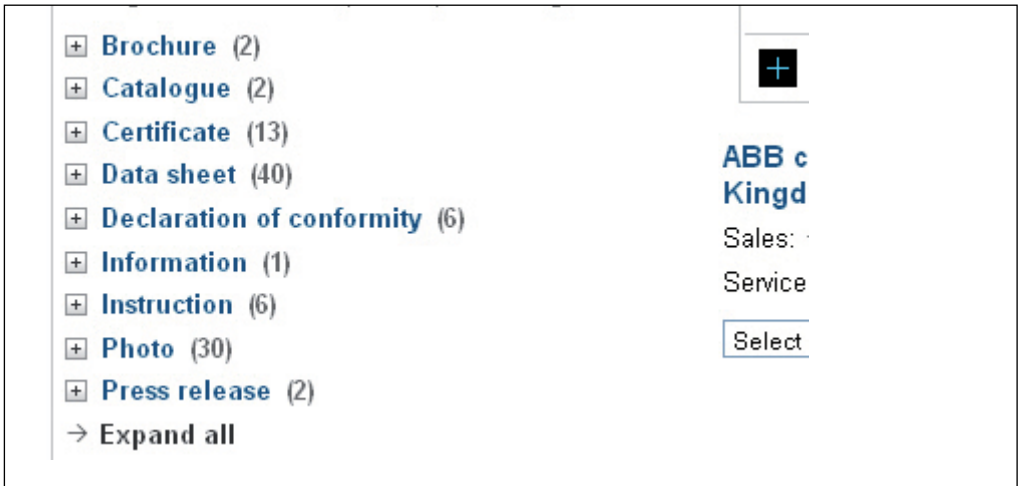 Brochure (2)
Catalogue (2)
Certificate (13)
Data sheet (40)
Declaration of conformity (6)
Information (1)
Instruction (6)
Photo (30)
Press release (2)
→ Expand all
ABB c
Kingd
Sales:
Service
Select